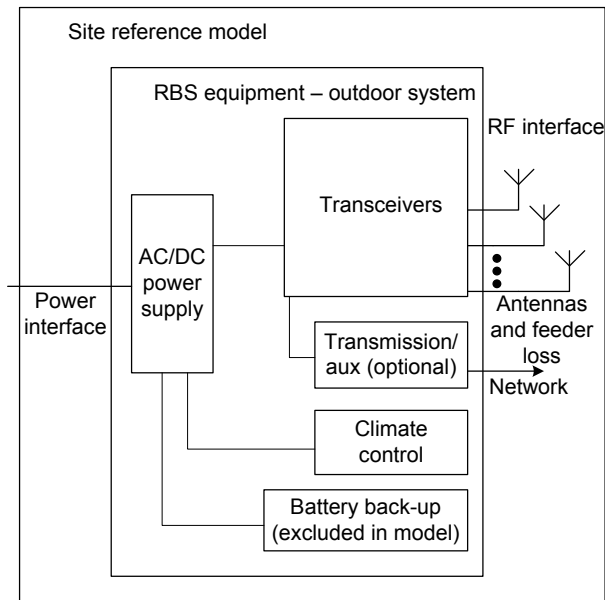 Site reference model
RBS equipment – outdoor system
RF interface
Transceivers
AC/DC
power
supply
Power
interface
Antennas
and feeder
loss
Transmission/
aux (optional)
Network
Climate
control
Battery back-up
(excluded in model)